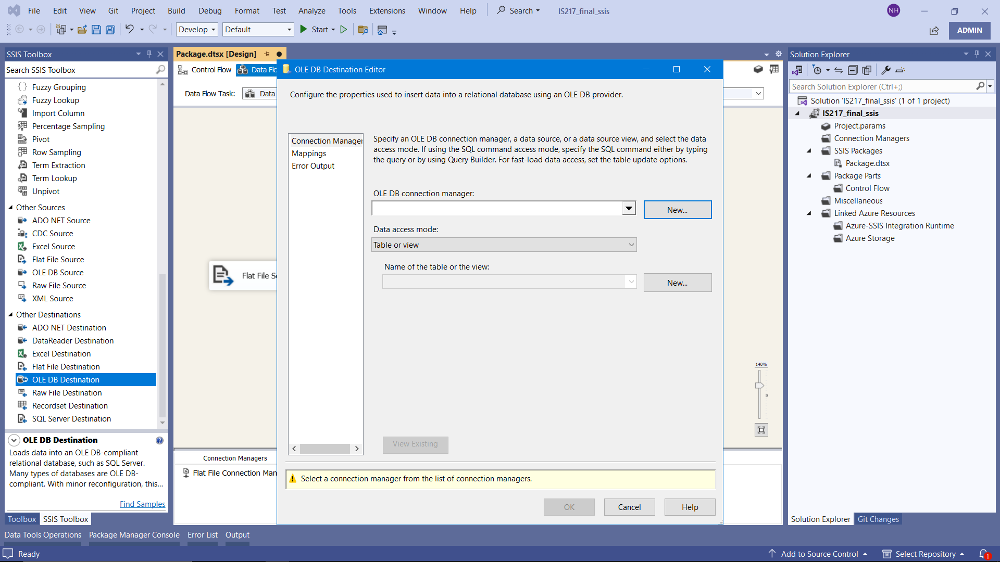 File Edit View Git Project Build Debug Format Test Analyze Tools Extensions Window Help Search IS217_final_ssis NH
Develop Default Start ADMIN
SSIS Toolbox
Search SSIS Toolbox
Fuzzy Grouping
Fuzzy Lookup
Import Column
Percentage Sampling
Pivot
Row Sampling
Term Extraction
Term Lookup
Unpivot
Other Sources
ADO NET Source
CDC Source
Excel Source
Flat File Source
OLE DB Source
Raw File Source
XML Source
Other Destinations
ADO NET Destination
DataReader Destination
Excel Destination
Flat File Destination
OLE DB Destination
Raw File Destination
Recordset Destination
SQL Server Destination
OLE DB Destination
Loads data into an OLE DB-compliant
relational database, such as SQL Server.
Many types of databases are OLE DB-
compliant. With minor reconfiguration, this...
Find Samples
Toolbox SSIS Toolbox
Package.dtsx [Design]
Control Flow Data Flo
Data Flow Task: Data
Flat File S
140%
Connection Managers
Flat File Connection Man
OLE DB Destination Editor
Configure the properties used to insert data into a relational database using an OLE DB provider.
Connection Manager
Mappings
Error Output
Specify an OLE DB connection manager, a data source, or a data source view, and select the data
access mode. If using the SQL command access mode, specify the SQL command either by typing
the query or by using Query Builder. For fast-load data access, set the table update options.
OLE DB connection manager:
New...
Data access mode:
Table or view
Name of the table or the view:
New...
View Existing
Select a connection manager from the list of connection managers.
OK Cancel Help
Solution Explorer
Search Solution Explorer (Ctrl+;)
Solution 'IS217_final_ssis' (1 of 1 project)
IS217_final_ssis
Project.params
Connection Managers
SSIS Packages
Package.dtsx
Package Parts
Control Flow
Miscellaneous
Linked Azure Resources
Azure-SSIS Integration Runtime
Azure Storage
Solution Explorer Git Changes
Data Tools Operations Package Manager Console Error List Output
Ready Add to Source Control Select Repository 1